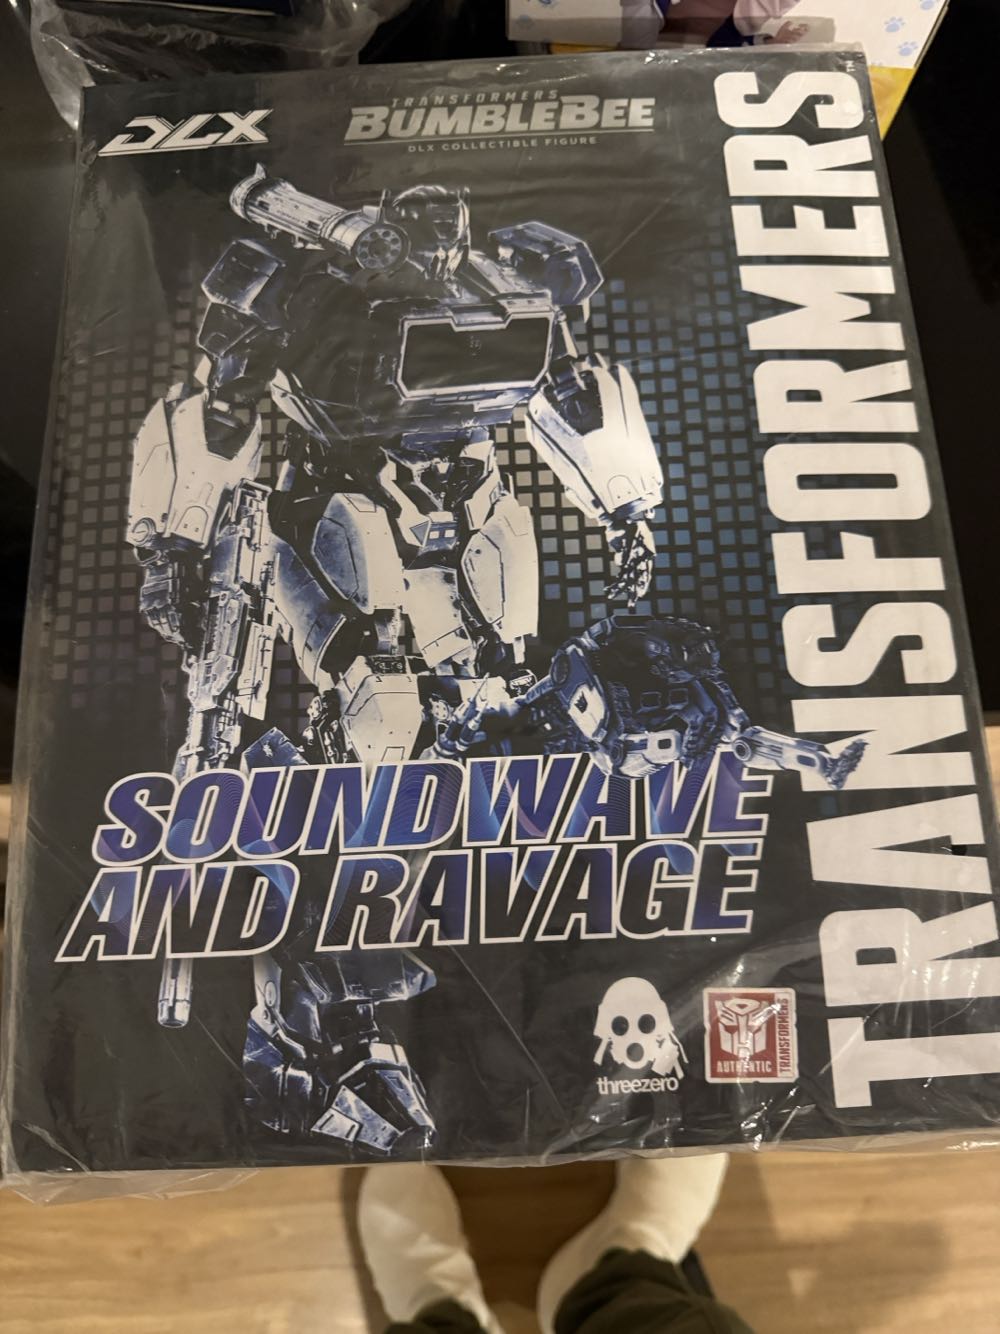 DLX
TRANSFORMERS
BUMBLEBEE
DLX COLLECTIBLE FIGURE
TRANSFORMERS
SOUNDWAVE
AND RAVAGE
threezero
AUTHENTIC
TRANSFORMERS